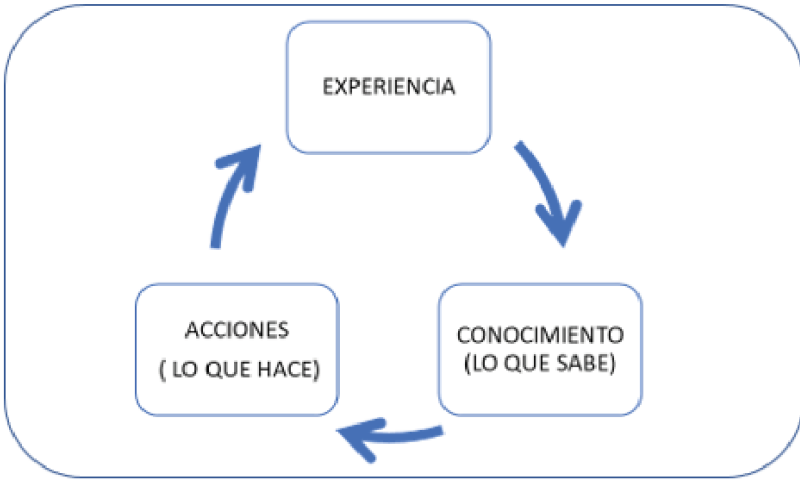 EXPERIENCIA
ACCIONES
( LO QUE HACE)
CONOCIMIENTO
(LO QUE SABE)